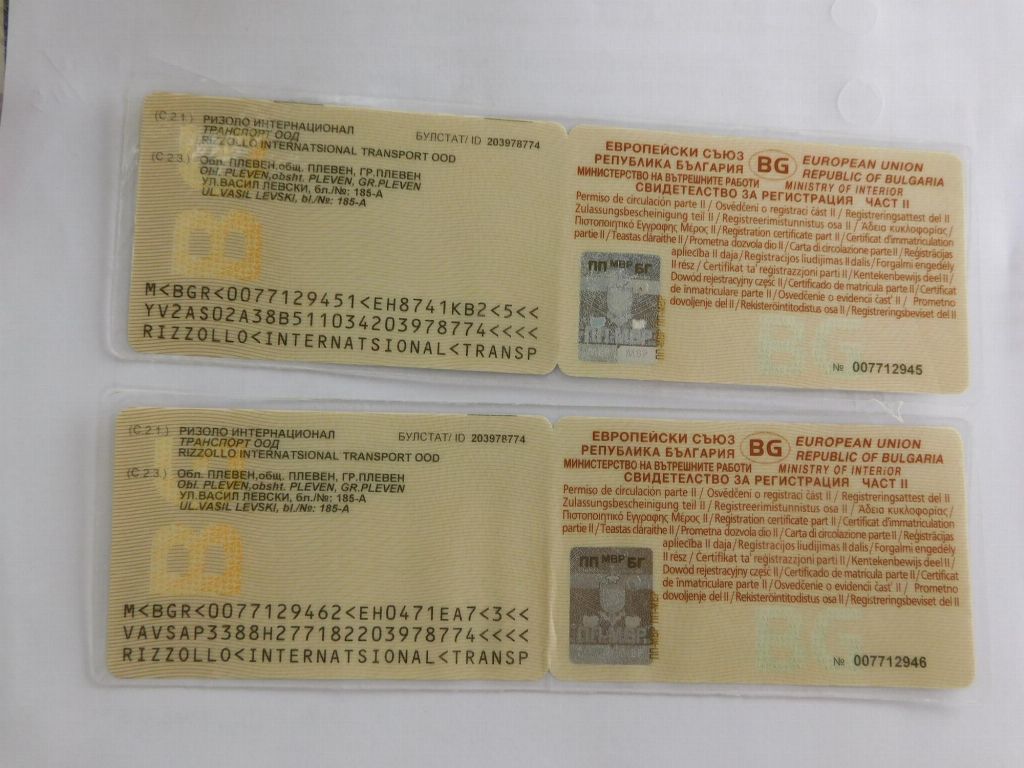 (C.2.1.) РИЗОЛО ИНТЕРНАЦИОНАЛ
ТРАНСПОРТ ООД
БУЛСТАТ/ ID 203978774
RIZZOLLO INTERNATSIONAL TRANSPORT OOD
(C.2.3.) Обл. ПЛЕВЕН,общ. ПЛЕВЕН, ГР.ПЛЕВЕН
Obl. PLEVEN,obsht. PLEVEN, GR.PLEVEN
УЛ.ВАСИЛ ЛЕВСКИ, бл./№: 185-А
UL.VASIL LEVSKI, bl./№: 185-A
M<BGR<0077129451<EH8741KB2<5<<
YV2AS02A38B511034203978774<<<<
RIZZOLLO<INTERNATSIONAL<TRANSP
ЕВРОПЕЙСКИ СЪЮЗ BG EUROPEAN UNION
РЕПУБЛИКА БЪЛГАРИЯ REPUBLIC OF BULGARIA
МИНИСТЕРСТВО НА ВЪТРЕШНИТЕ РАБОТИ MINISTRY OF INTERIOR
СВИДЕТЕЛСТВО ЗА РЕГИСТРАЦИЯ ЧАСТ II
Permiso de circulación parte II / Osvědčení o registraci část II / Registreringsattest del II
Zulassungsbescheinigung teil II / Registreerimistunnistus osa II / Άδεια κυκλοφορίας /
Πιστοποιητικό Εγγραφής Μέρος II / Registration certificate part II / Certificat d'immatriculation
partie II / Teastas cláraithe II / Prometna dozvola dio II / Carta di circolazione parte II / Reģistrācijas
apliecība II daļa / Registracijos liudijimas II dalis / Forgalmi engedély
II rész / Ċertifikat ta' reġistrazzjoni parti II / Kentekenbewijs deel II /
Dowód rejestracyjny część II / Certificado de matrícula parte II / Certificat
de înmatriculare parte II / Osvedčenie o evidencii časť II / Prometno
dovoljenje del II / Rekisteröintitodistus osa II / Registreringsbeviset del II
ПП МВР БГ
ПП-МВР
BG
№ 007712945
(C.2.1.) РИЗОЛО ИНТЕРНАЦИОНАЛ
ТРАНСПОРТ ООД
БУЛСТАТ/ ID 203978774
RIZZOLLO INTERNATSIONAL TRANSPORT OOD
(C.2.3.) Обл. ПЛЕВЕН,общ. ПЛЕВЕН, ГР.ПЛЕВЕН
Obl. PLEVEN,obsht. PLEVEN, GR.PLEVEN
УЛ.ВАСИЛ ЛЕВСКИ, бл./№: 185-А
UL.VASIL LEVSKI, bl./№: 185-A
M<BGR<0077129462<EH0471EA7<3<<
VAVSAP3388H277182203978774<<<<
RIZZOLLO<INTERNATSIONAL<TRANSP
ЕВРОПЕЙСКИ СЪЮЗ BG EUROPEAN UNION
РЕПУБЛИКА БЪЛГАРИЯ REPUBLIC OF BULGARIA
МИНИСТЕРСТВО НА ВЪТРЕШНИТЕ РАБОТИ MINISTRY OF INTERIOR
СВИДЕТЕЛСТВО ЗА РЕГИСТРАЦИЯ ЧАСТ II
Permiso de circulación parte II / Osvědčení o registraci část II / Registreringsattest del II
Zulassungsbescheinigung teil II / Registreerimistunnistus osa II / Άδεια κυκλοφορίας /
Πιστοποιητικό Εγγραφής Μέρος II / Registration certificate part II / Certificat d'immatriculation
partie II / Teastas cláraithe II / Prometna dozvola dio II / Carta di circolazione parte II / Reģistrācijas
apliecība II daļa / Registracijos liudijimas II dalis / Forgalmi engedély
II rész / Ċertifikat ta' reġistrazzjoni parti II / Kentekenbewijs deel II /
Dowód rejestracyjny część II / Certificado de matrícula parte II / Certificat
de înmatriculare parte II / Osvedčenie o evidencii časť II / Prometno
dovoljenje del II / Rekisteröintitodistus osa II / Registreringsbeviset del II
ПП МВР БГ
ПП-МВР
BG
№ 007712946